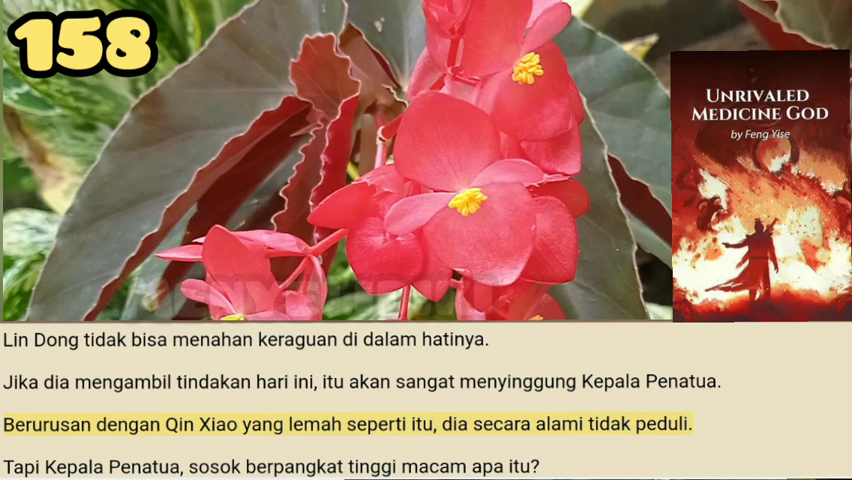 158
UNRIVALED
MEDICINE GOD
by Feng Yise
Lin Dong tidak bisa menahan keraguan di dalam hatinya.
Jika dia mengambil tindakan hari ini, itu akan sangat menyinggung Kepala Penatua.
Berurusan dengan Qin Xiao yang lemah seperti itu, dia secara alami tidak peduli.
Tapi Kepala Penatua, sosok berpangkat tinggi macam apa itu?